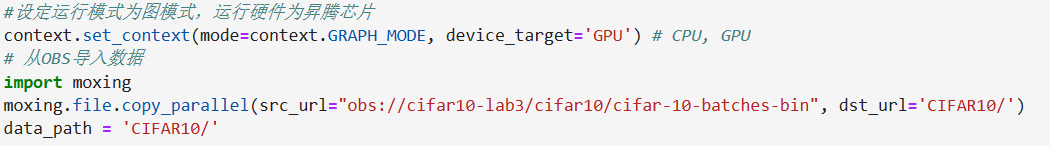 #设定运行模式为图模式，运行硬件为昇腾芯片
context.set_context(mode=context.GRAPH_MODE, device_target='GPU') # CPU, GPU
# 从OBS导入数据
import moxing
moxing.file.copy_parallel(src_url="obs://cifar10-lab3/cifar10/cifar-10-batches-bin", dst_url='CIFAR10/')
data_path = 'CIFAR10/'